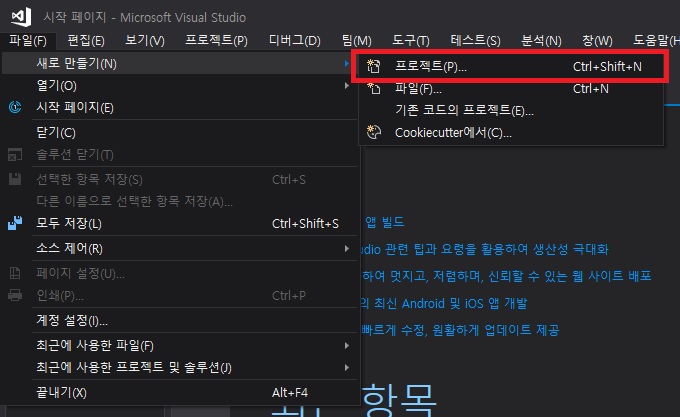 시작 페이지 - Microsoft Visual Studio
파일(F) 편집(E) 보기(V) 프로젝트(P) 디버그(D) 팀(M) 도구(T) 테스트(S) 분석(N) 창(W) 도움말(H
새로 만들기(N)
프로젝트(P)... Ctrl+Shift+N
파일(F)... Ctrl+N
기존 코드의 프로젝트(E)...
Cookiecutter에서(C)...
열기(O)
시작 페이지(E)
닫기(C)
솔루션 닫기(T)
선택한 항목 저장(S) Ctrl+S
다른 이름으로 선택한 항목 저장(A)...
모두 저장(L) Ctrl+Shift+S
소스 제어(R)
페이지 설정(U)...
인쇄(P)... Ctrl+P
계정 설정(I)...
최근에 사용한 파일(F)
최근에 사용한 프로젝트 및 솔루션(J)
끝내기(X) Alt+F4
앱 빌드
udio 관련 팁과 요령을 활용하여 생산성 극대화
하여 멋지고, 저렴하며, 신뢰할 수 있는 웹 사이트 배포
의 최신 Android 및 iOS 앱 개발
빠르게 수정, 원활하게 업데이트 제공
항목